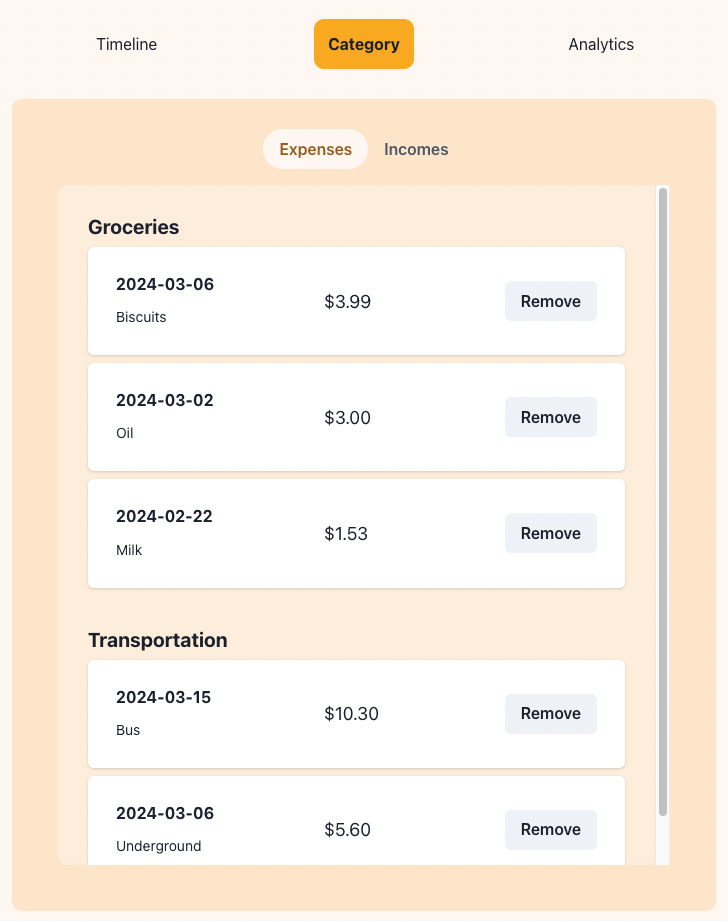 Timeline
Category
Analytics
Expenses
Incomes
Groceries
2024-03-06
Biscuits
$3.99
Remove
2024-03-02
Oil
$3.00
Remove
2024-02-22
Milk
$1.53
Remove
Transportation
2024-03-15
Bus
$10.30
Remove
2024-03-06
Underground
$5.60
Remove